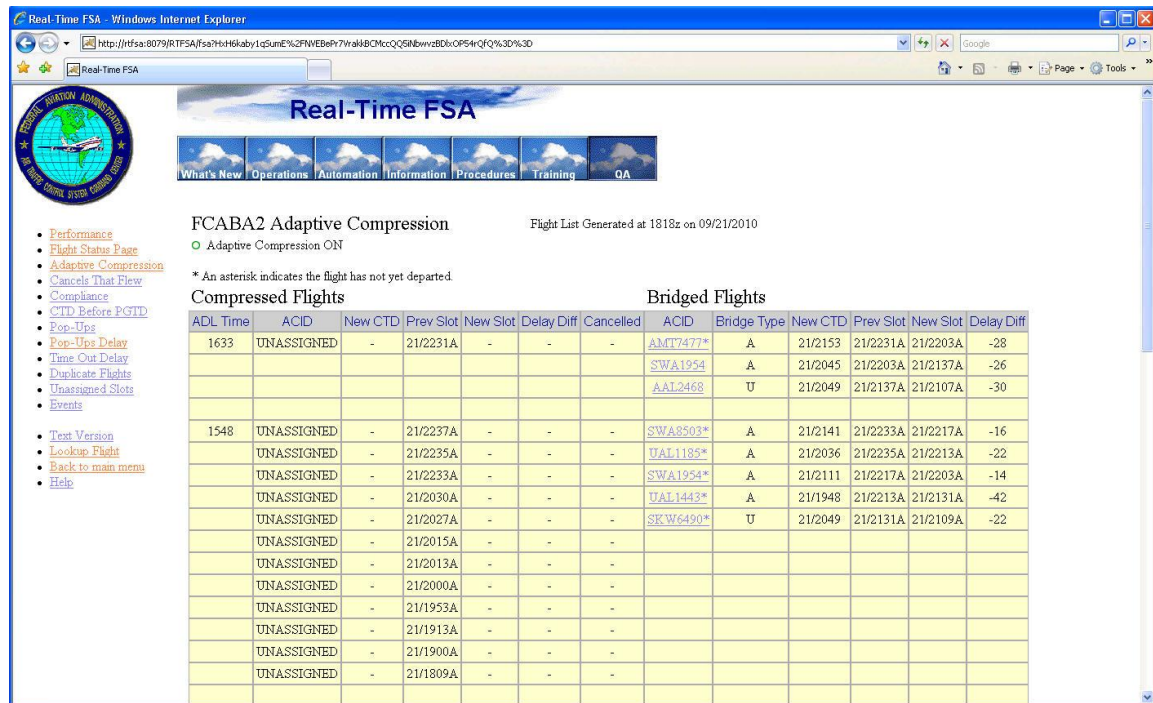 Real-Time FSA - Windows Internet Explorer
http://rtfsa:8079/RTFSA/fsa?
Google
Real-Time FSA
Page
Tools
FEDERAL AVIATION ADMINISTRATION
AIR TRAFFIC CONTROL SYSTEM COMMAND CENTER
Real-Time FSA
What's New Operations Automation Information Procedures Training QA
Performance
Flight Status Page
Adaptive Compression
Cancels That Flew
Compliance
CTD Before PGTD
Pop-Ups
Pop-Ups Delay
Time Out Delay
Duplicate Flights
Unassigned Slots
Events
Text Version
Lookup Flight
Back to main menu
Help
FCABA2 Adaptive Compression Flight List Generated at 1818z on 09/21/2010
Adaptive Compression ON
* An asterisk indicates the flight has not yet departed.
Compressed Flights Bridged Flights
ADL Time ACID New CTD Prev Slot New Slot Delay Diff Cancelled ACID Bridge Type New CTD Prev Slot New Slot Delay Diff
1633 UNASSIGNED - 21/2231A - - - AMT7477* A 21/2153 21/2231A 21/2203A -28
SWA1954 A 21/2045 21/2203A 21/2137A -26
AAL2468 U 21/2049 21/2137A 21/2107A -30
1548 UNASSIGNED - 21/2237A - - - SWA8503* A 21/2141 21/2233A 21/2217A -16
UNASSIGNED - 21/2235A - - - UAL1185* A 21/2036 21/2235A 21/2213A -22
UNASSIGNED - 21/2233A - - - SWA1954* A 21/2111 21/2217A 21/2203A -14
UNASSIGNED - 21/2030A - - - UAL1443* A 21/1948 21/2213A 21/2131A -42
UNASSIGNED - 21/2027A - - - SKW6490* U 21/2049 21/2131A 21/2109A -22
UNASSIGNED - 21/2015A - - -
UNASSIGNED - 21/2013A - - -
UNASSIGNED - 21/2000A - - -
UNASSIGNED - 21/1953A - - -
UNASSIGNED - 21/1913A - - -
UNASSIGNED - 21/1900A - - -
UNASSIGNED - 21/1809A - - -